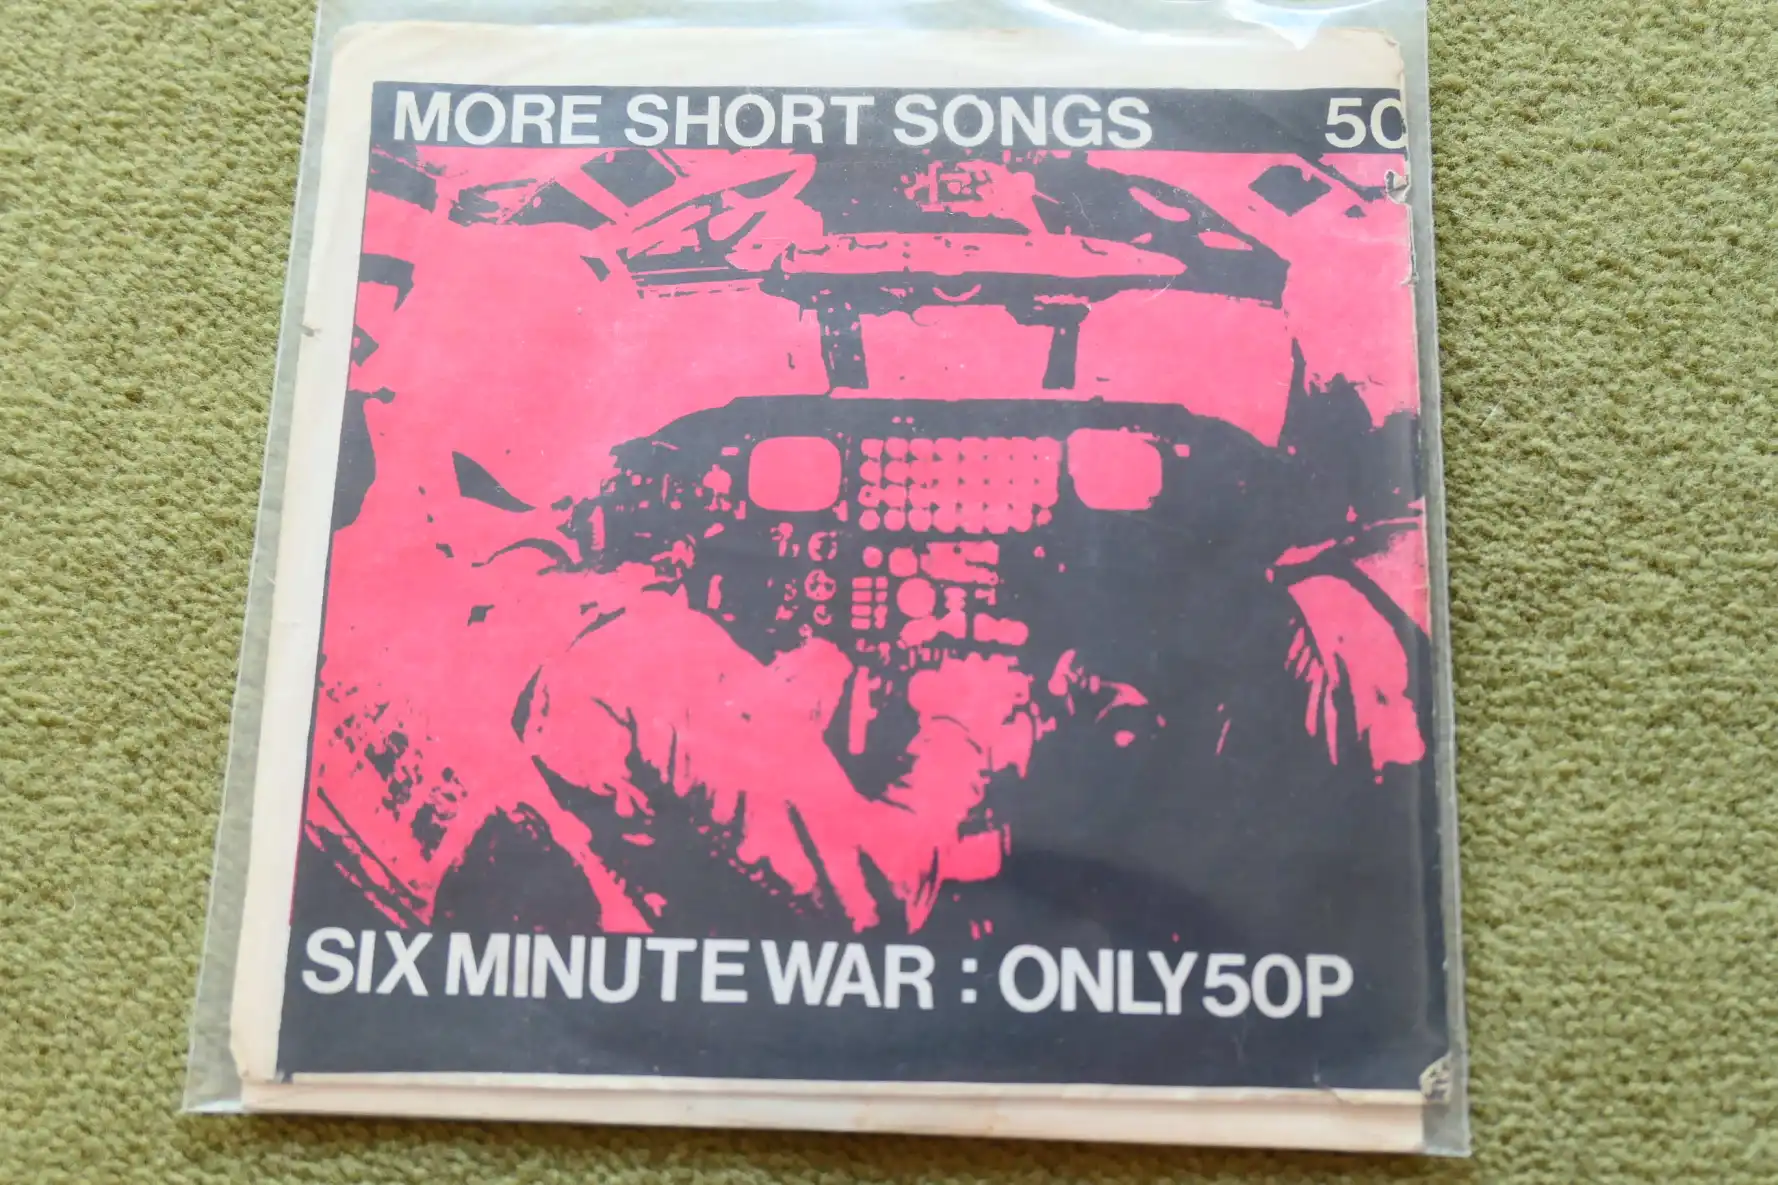 MORE SHORT SONGS 50
SIX MINUTE WAR : ONLY 50P